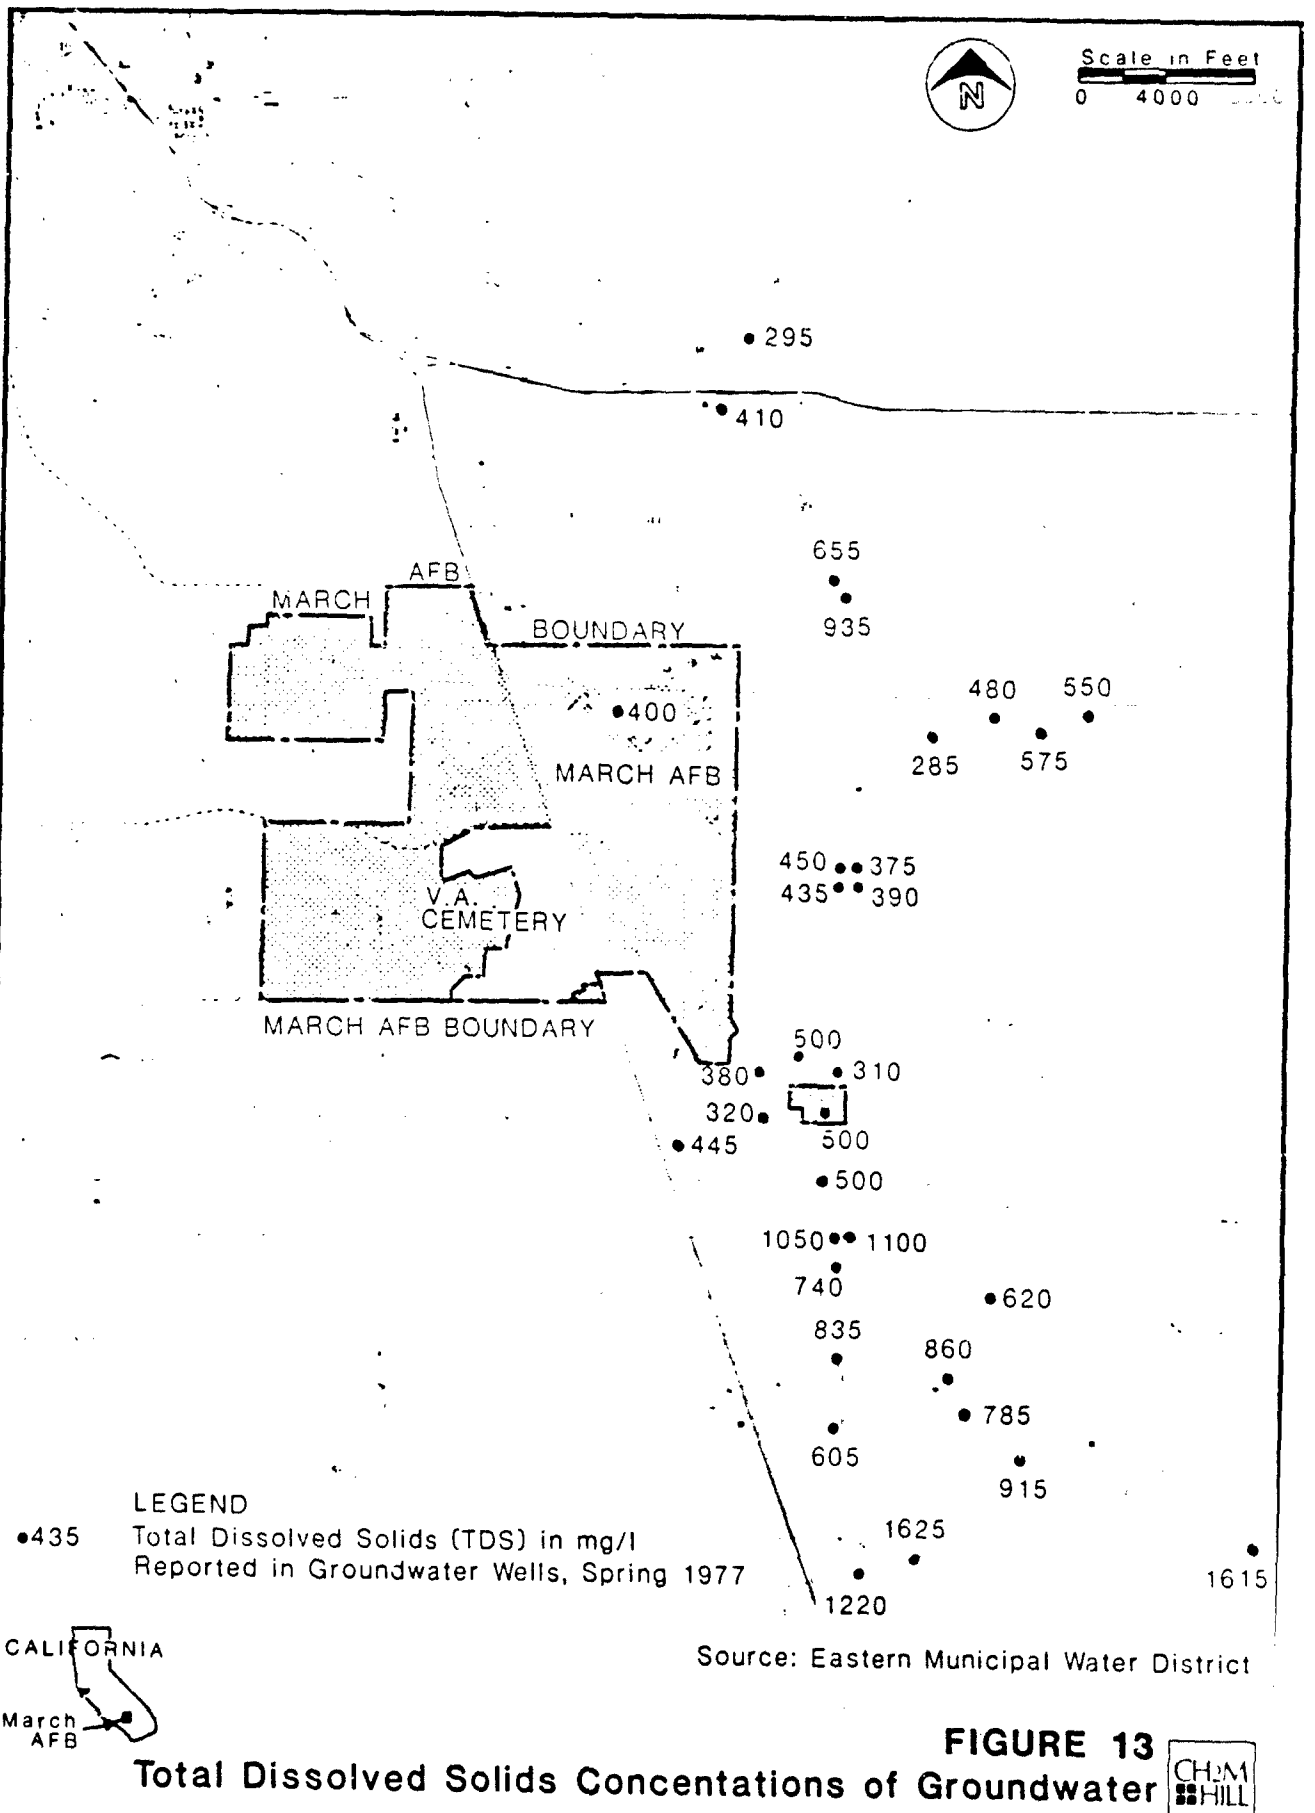 Scale in Feet
0 4000
N
295
410
655
935
AFB
MARCH
BOUNDARY
480 550
400
285 575
MARCH AFB
450 375
435 390
V.A.
CEMETERY
MARCH AFB BOUNDARY
500
380 310
320
500
445
500
1050 1100
740
620
835
860
785
605
915
LEGEND
435 Total Dissolved Solids (TDS) in mg/l
Reported in Groundwater Wells, Spring 1977
1625
1615
1220
CALIFORNIA
March
AFB
Source: Eastern Municipal Water District
FIGURE 13
Total Dissolved Solids Concentations of Groundwater
CH2M
HILL